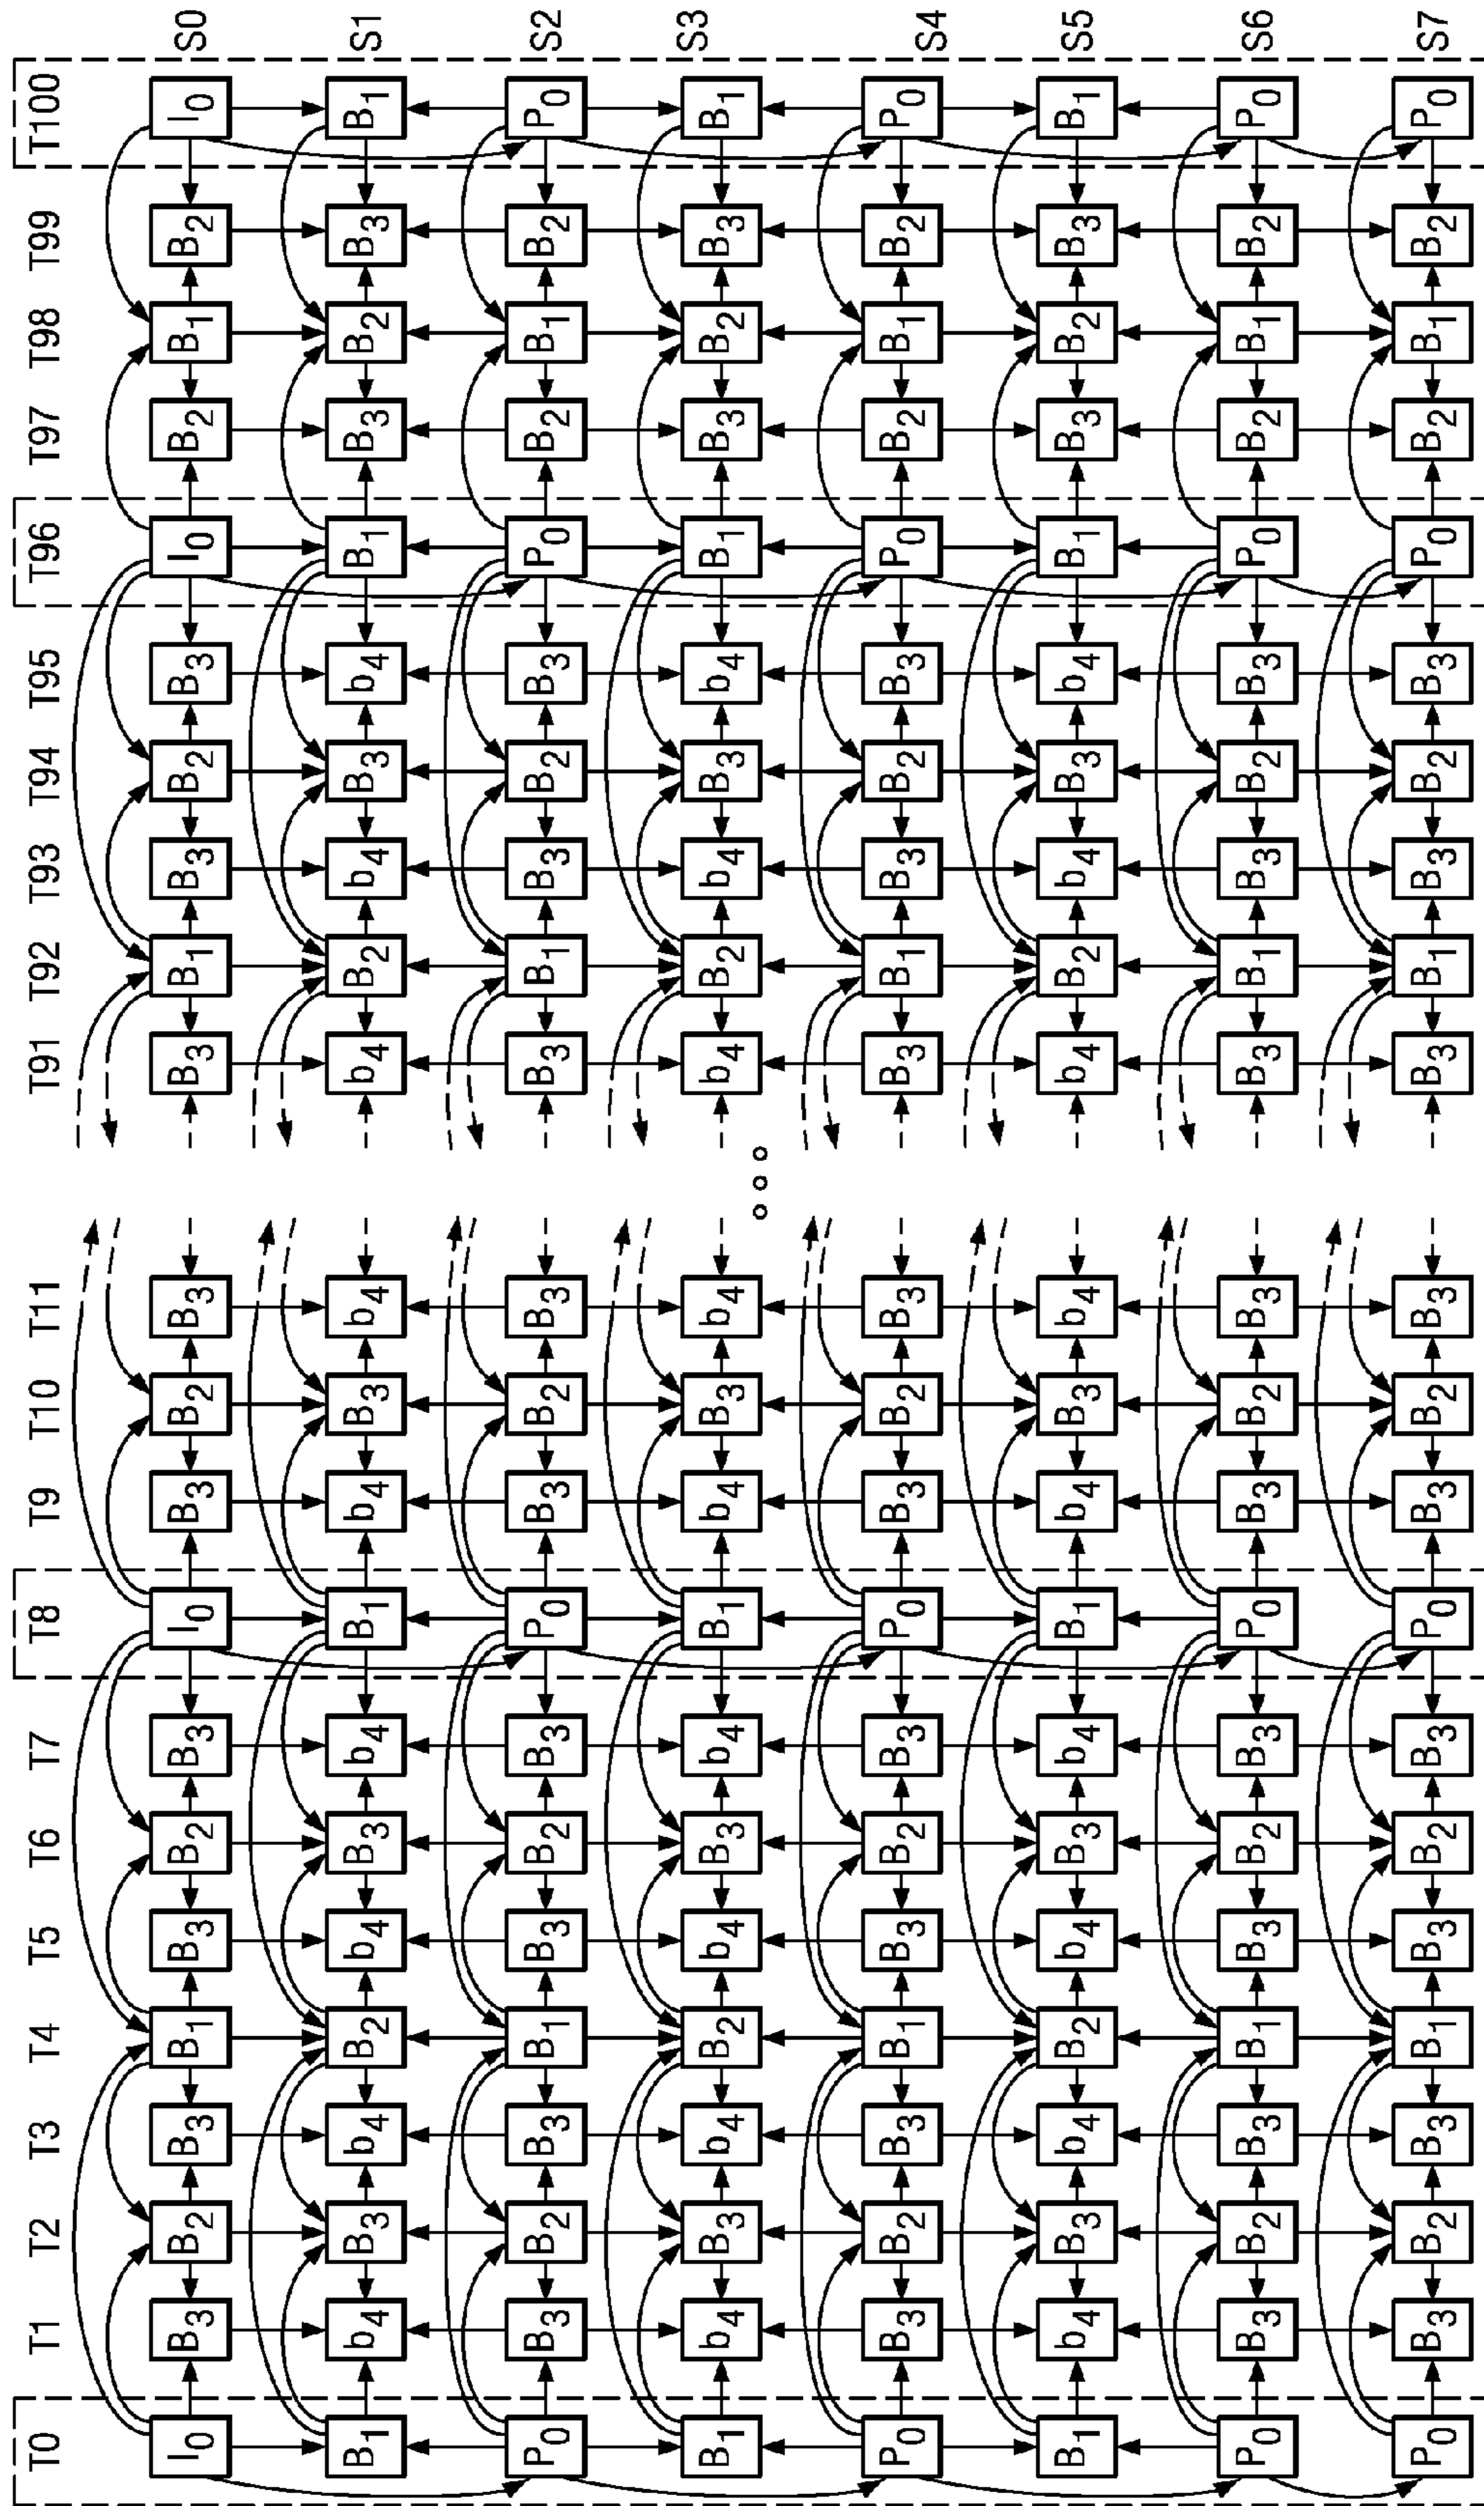 T0 T1 T2 T3 T4 T5 T6 T7 T8 T9 T10 T11 T91 T92 T93 T94 T95 T96 T97 T98 T99 T100
I0 B3 B2 B3 B1 B3 B2 B3 I0 B3 B2 B3 B3 B1 B3 B2 B3 I0 B2 B1 B2 I0 S0
B1 b4 B3 b4 B2 b4 B3 b4 B1 b4 B3 b4 b4 B2 b4 B3 b4 B1 B3 B2 B3 B1 S1
P0 B3 B2 B3 B1 B3 B2 B3 P0 B3 B2 B3 B3 B1 B3 B2 B3 P0 B2 B1 B2 P0 S2
B1 b4 B3 b4 B2 b4 B3 b4 B1 b4 B3 b4 b4 B2 b4 B3 b4 B1 B3 B2 B3 B1 S3
P0 B3 B2 B3 B1 B3 B2 B3 P0 B3 B2 B3 B3 B1 B3 B2 B3 P0 B2 B1 B2 P0 S4
B1 b4 B3 b4 B2 b4 B3 b4 B1 b4 B3 b4 b4 B2 b4 B3 b4 B1 B3 B2 B3 B1 S5
P0 B3 B2 B3 B1 B3 B2 B3 P0 B3 B2 B3 B3 B1 B3 B2 B3 P0 B2 B1 B2 P0 S6
P0 B3 B2 B3 B1 B3 B2 B3 P0 B3 B2 B3 B3 B1 B3 B2 B3 P0 B2 B1 B2 P0 S7